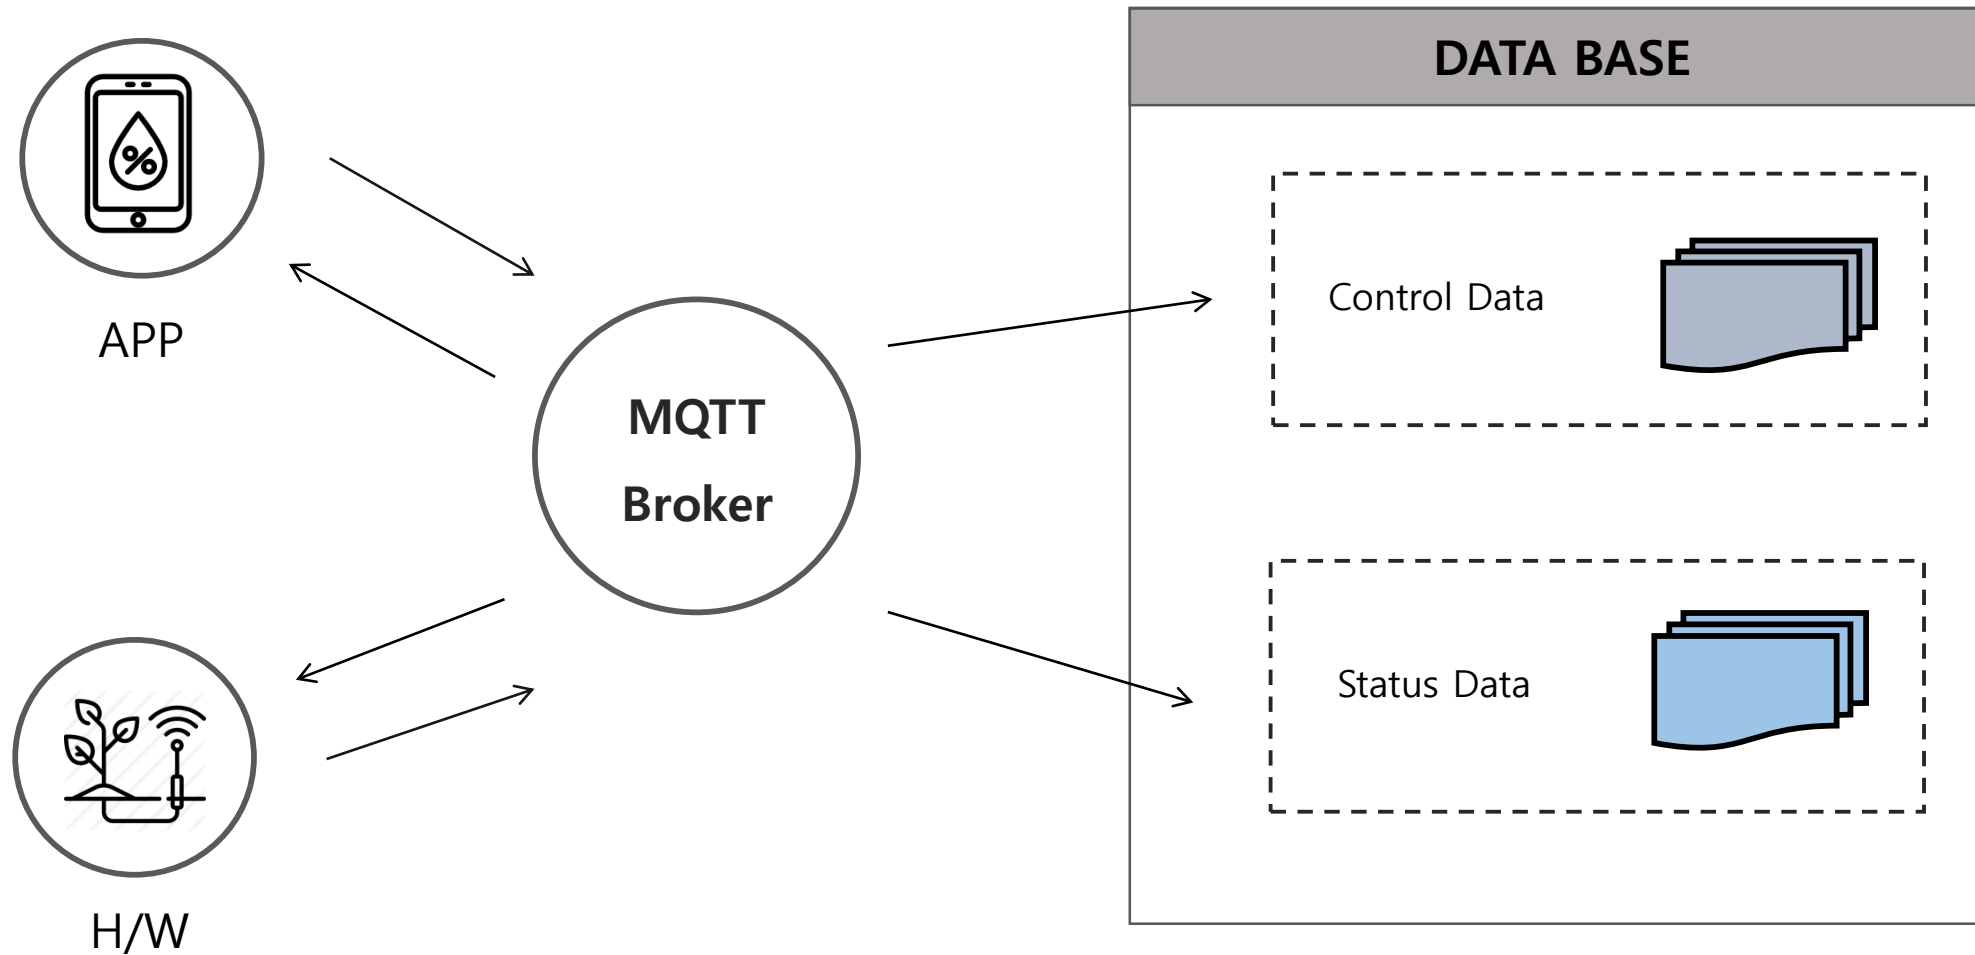 DATA BASE
APP
MQTT
Broker
Control Data
Status Data
H/W